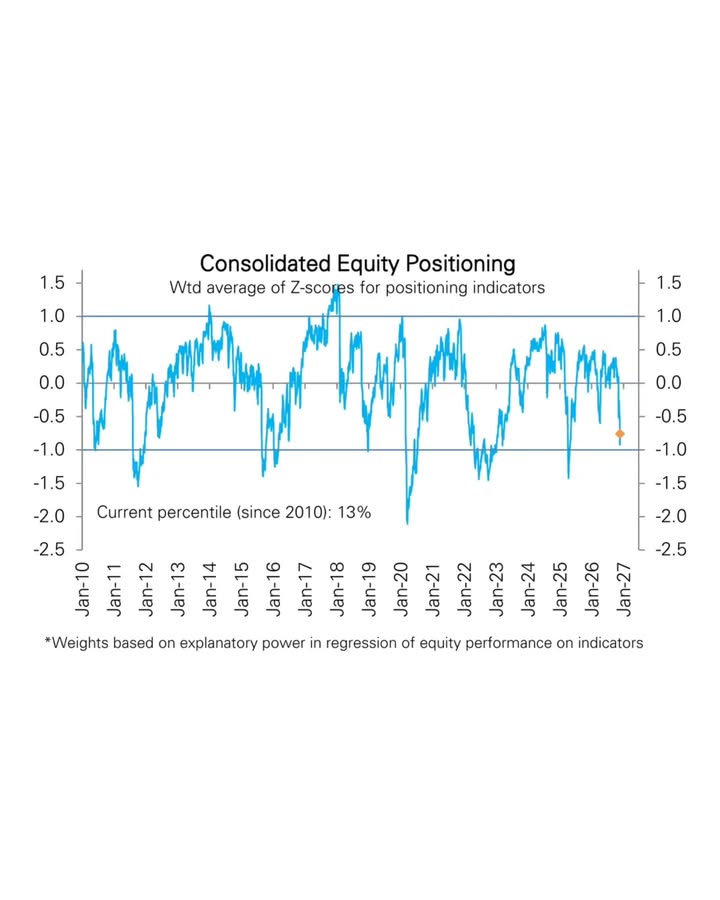 Consolidated Equity Positioning
Wtd average of Z-scores for positioning indicators
1.5 1.5
1.0 1.0
0.5 0.5
0.0 0.0
-0.5 -0.5
-1.0 -1.0
-1.5 -1.5
Current percentile (since 2010): 13%
-2.0 -2.0
-2.5 -2.5
Jan-10
Jan-11
Jan-12
Jan-13
Jan-14
Jan-15
Jan-16
Jan-17
Jan-18
Jan-19
Jan-20
Jan-21
Jan-22
Jan-23
Jan-24
Jan-25
Jan-26
Jan-27
*Weights based on explanatory power in regression of equity performance on indicators